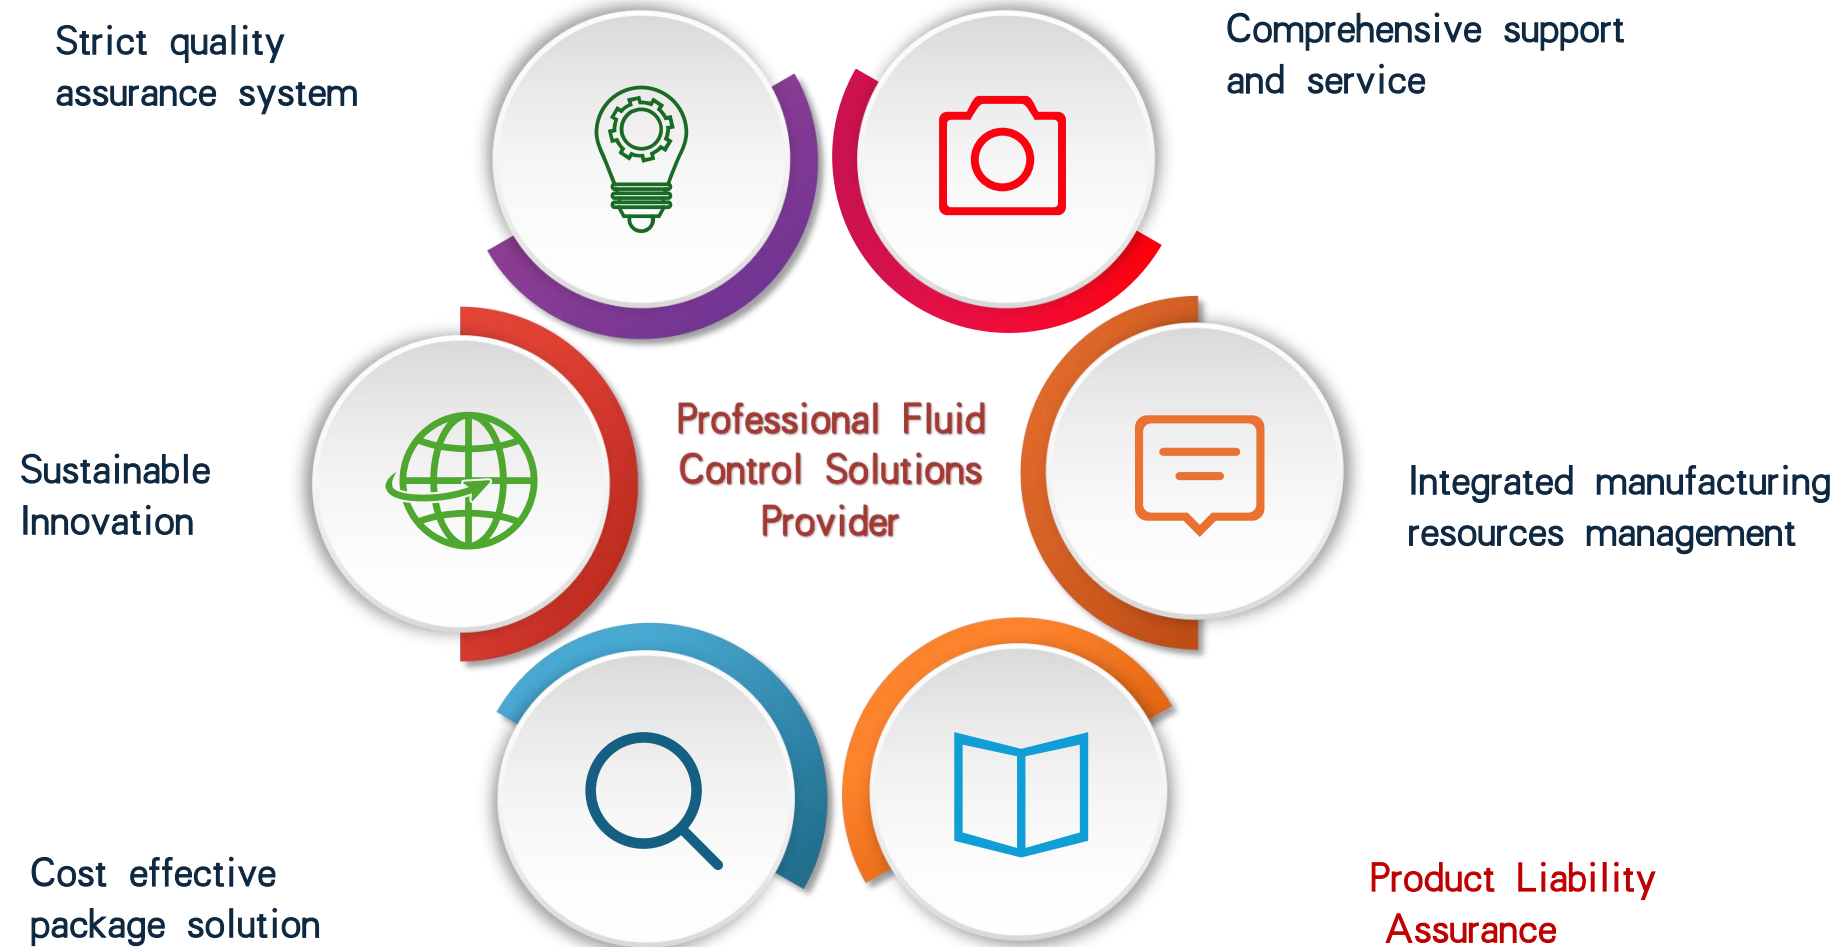 Strict quality
assurance system
Comprehensive support
and service
Professional Fluid
Control Solutions
Provider
Sustainable
Innovation
Integrated manufacturing
resources management
Cost effective
package solution
Product Liability
Assurance